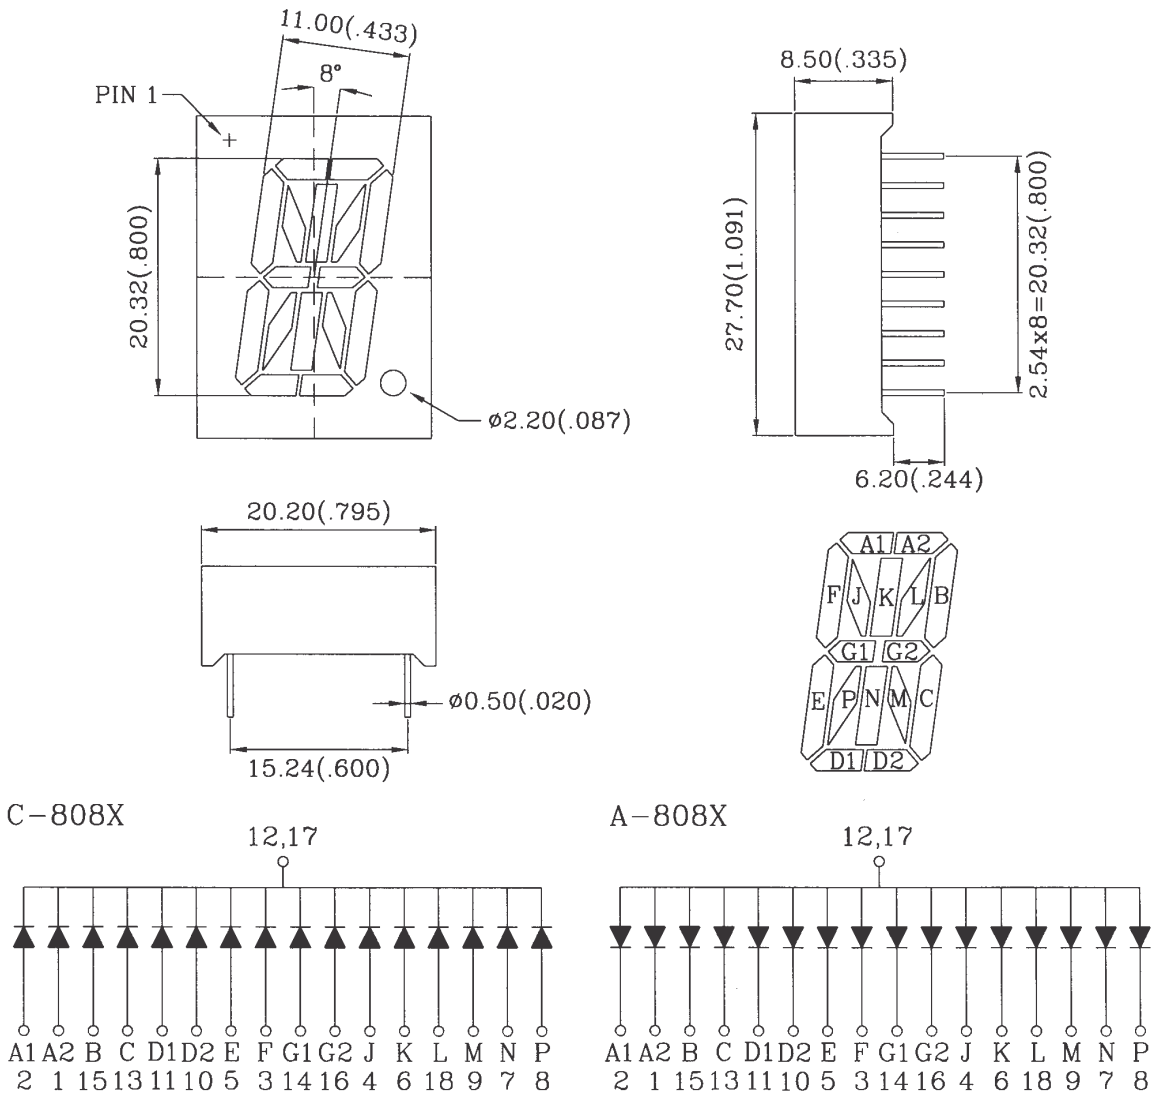 11.00(.433)
8°
PIN 1
20.32(.800)
ø2.20(.087)
8.50(.335)
27.70(1.091)
2.54x8=20.32(.800)
6.20(.244)
20.20(.795)
ø0.50(.020)
15.24(.600)
A1 A2
F J K L B
G1 G2
E P N M C
D1 D2
C-808X
12,17
A1 A2 B C D1 D2 E F G1 G2 J K L M N P
2 1 15 13 11 10 5 3 14 16 4 6 18 9 7 8
A-808X
12,17
A1 A2 B C D1 D2 E F G1 G2 J K L M N P
2 1 15 13 11 10 5 3 14 16 4 6 18 9 7 8